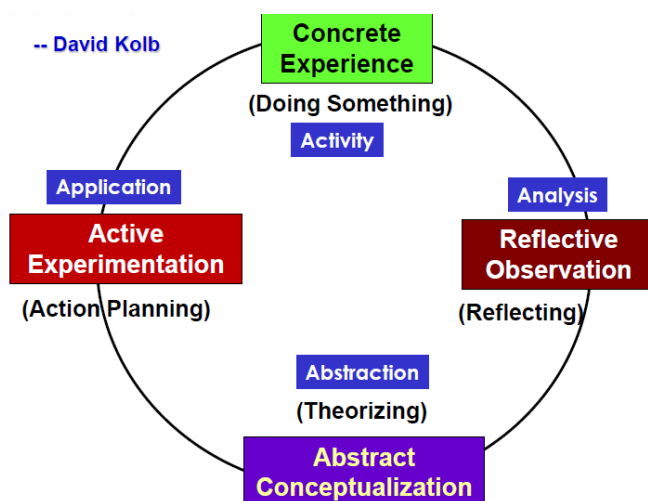 -- David Kolb
Concrete
Experience
(Doing Something)
Activity
Application
Analysis
Active
Experimentation
Reflective
Observation
(Action Planning)
(Reflecting)
Abstraction
(Theorizing)
Abstract
Conceptualization